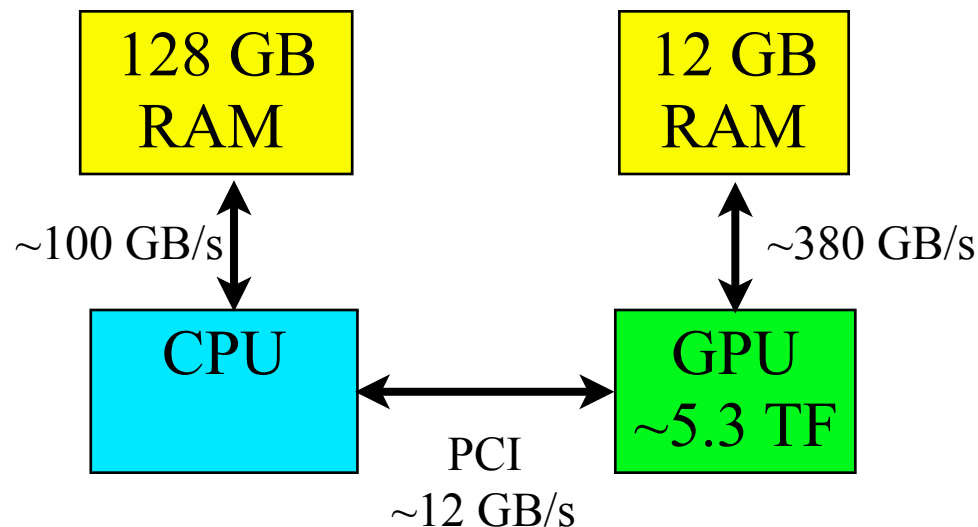 128 GB
RAM
12 GB
RAM
~100 GB/s
~380 GB/s
CPU
GPU
~5.3 TF
PCI
~12 GB/s